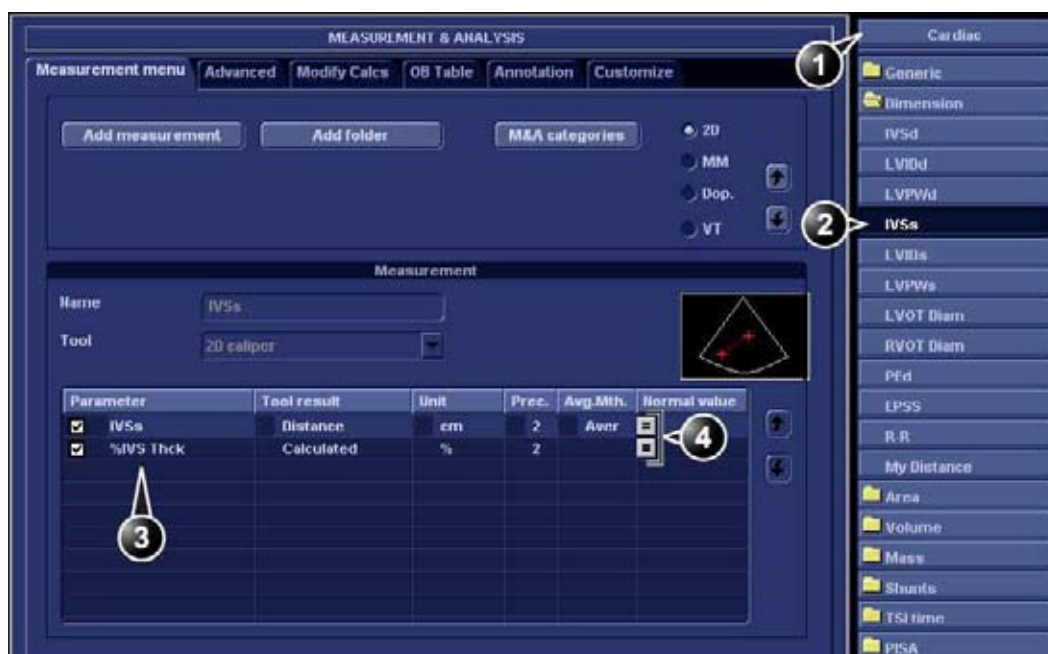 MEASUREMENT & ANALYSIS
Measurement menu Advanced Modify Calcs OB Table Annotation Customize
Add measurement Add folder M&A categories
2D
MM
Dop.
VT
Measurement
Name IVSs
Tool 2D caliper
Parameter Tool result Unit Prec. Avg.Mth. Normal value
IVSs Distance cm 2 Aver =
%IVS Thck Calculated % 2
3
4
1
2
Cardiac
Generic
Dimension
IVSd
LVIDd
LVPWd
IVSs
LVIDs
LVPWs
LVOT Diam
RVOT Diam
PEd
EPSS
R-R
My Distance
Area
Volume
Mass
Shunts
TSI time
PISA